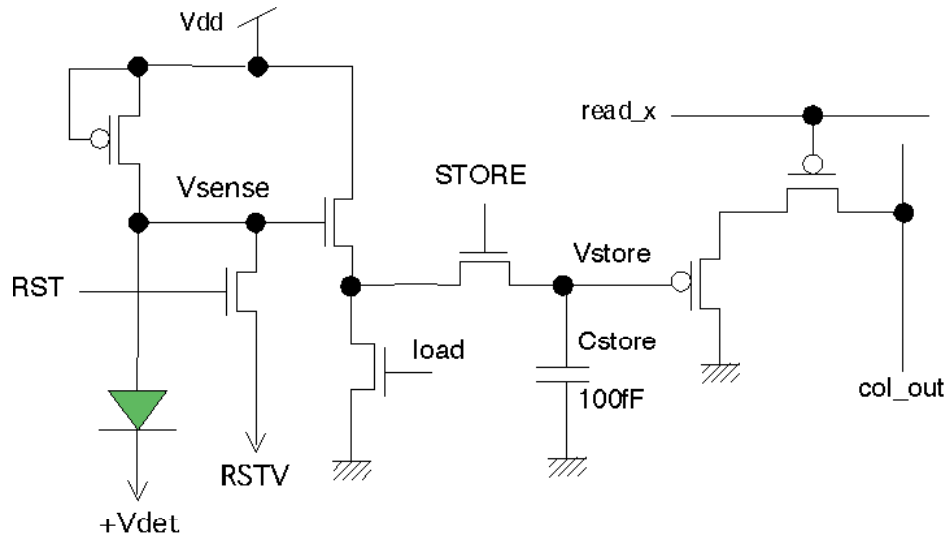 Vdd
read_x
STORE
Vsense
Vstore
RST
load
Cstore
100fF
col_out
RSTV
+Vdet